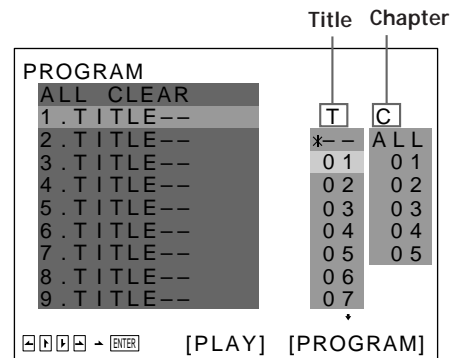 Title Chapter
PROGRAM
ALL CLEAR
1.TITLE––
2.TITLE––
3.TITLE––
4.TITLE––
5.TITLE––
6.TITLE––
7.TITLE––
8.TITLE––
9.TITLE––
T C
*–– ALL
01 01
02 02
03 03
04 04
05 05
06
07
ENTER [PLAY] [PROGRAM]